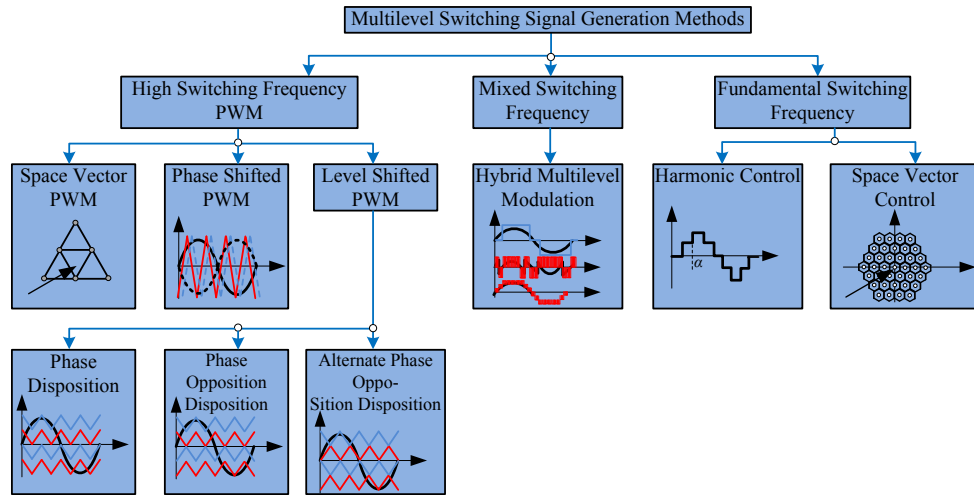 Multilevel Switching Signal Generation Methods
High Switching Frequency
PWM
Mixed Switching
Frequency
Fundamental Switching
Frequency
Space Vector
PWM
Phase Shifted
PWM
Level Shifted
PWM
Hybrid Multilevel
Modulation
Harmonic Control
α
Space Vector
Control
Phase
Disposition
Phase
Opposition
Disposition
Alternate Phase
Oppo-
Sition Disposition